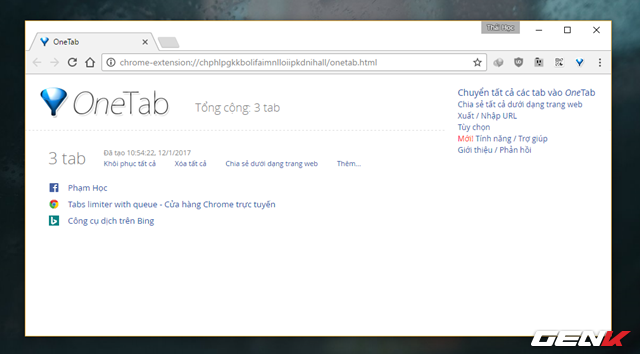 Thái Học
OneTab
chrome-extension://chphlpgkkbolifaimnlloiipkdnihall/onetab.html
OneTab
Tổng cộng: 3 tab
Chuyển tất cả các tab vào OneTab
Chia sẻ tất cả dưới dạng trang web
Xuất / Nhập URL
Tùy chọn
Mới! Tính năng / Trợ giúp
Giới thiệu / Phản hồi
3 tab
Đã tạo 10:54:22, 12/1/2017
Khôi phục tất cả Xóa tất cả Chia sẻ dưới dạng trang web Thêm...
Phạm Học
Tabs limiter with queue - Cửa hàng Chrome trực tuyến
Công cụ dịch trên Bing
GENK